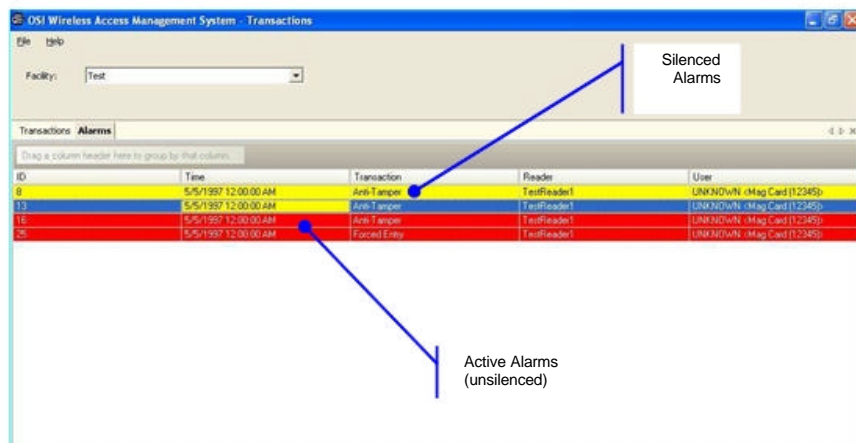 OSI Wireless Access Management System - Transactions
File Help
Facility: Test
Silenced
Alarms
Transactions Alarms
Drag a column header here to group by that column.
ID Time Transaction Reader User
8 5/5/1997 12:00:00 AM Anti-Tamper TestReader1 UNKNOWN <Mag Card (12345)>
13 5/5/1997 12:00:00 AM Anti-Tamper TestReader1 UNKNOWN <Mag Card (12345)>
16 5/5/1997 12:00:00 AM Anti-Tamper TestReader1 UNKNOWN <Mag Card (12345)>
25 5/5/1997 12:00:00 AM Forced Entry TestReader1 UNKNOWN <Mag Card (12345)>
Active Alarms
(unsilenced)